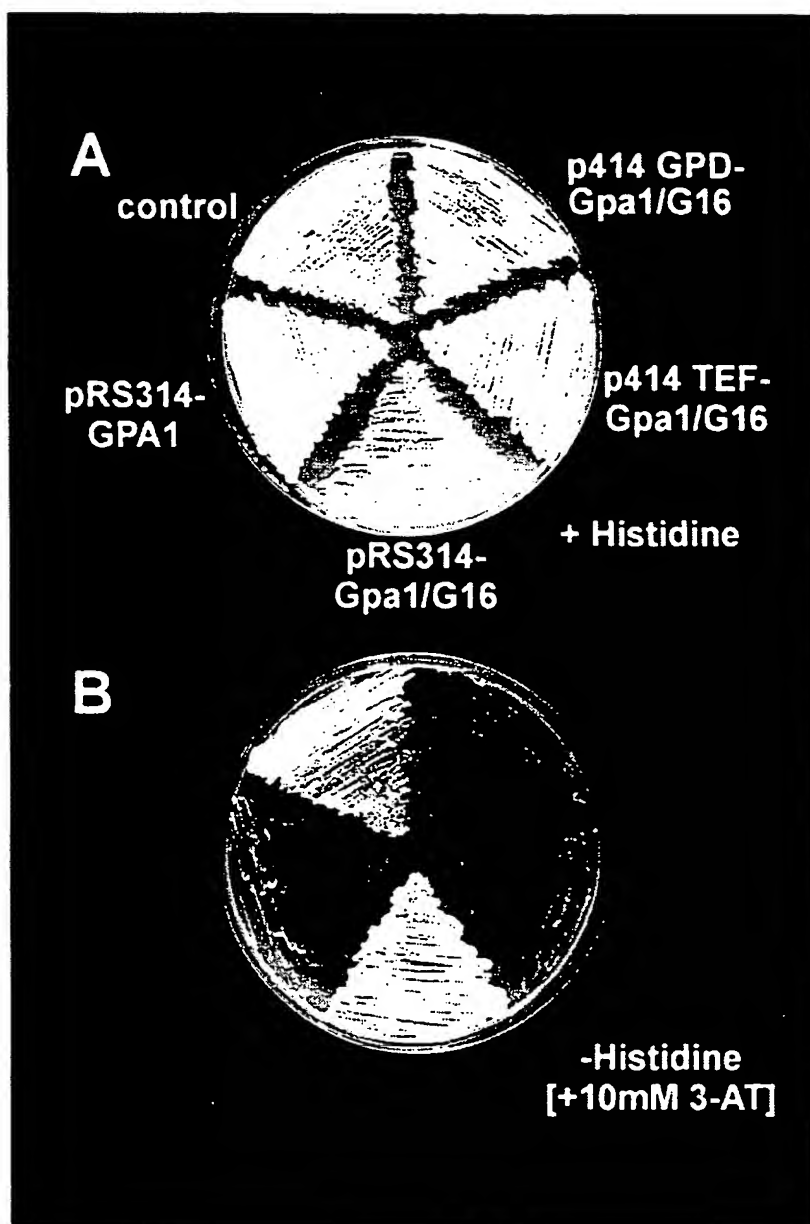 A
control
p414 GPD-
Gpa1/G16
pRS314-
GPA1
p414 TEF-
Gpa1/G16
pRS314-
Gpa1/G16
+ Histidine
B
-Histidine
[+10mM 3-AT]